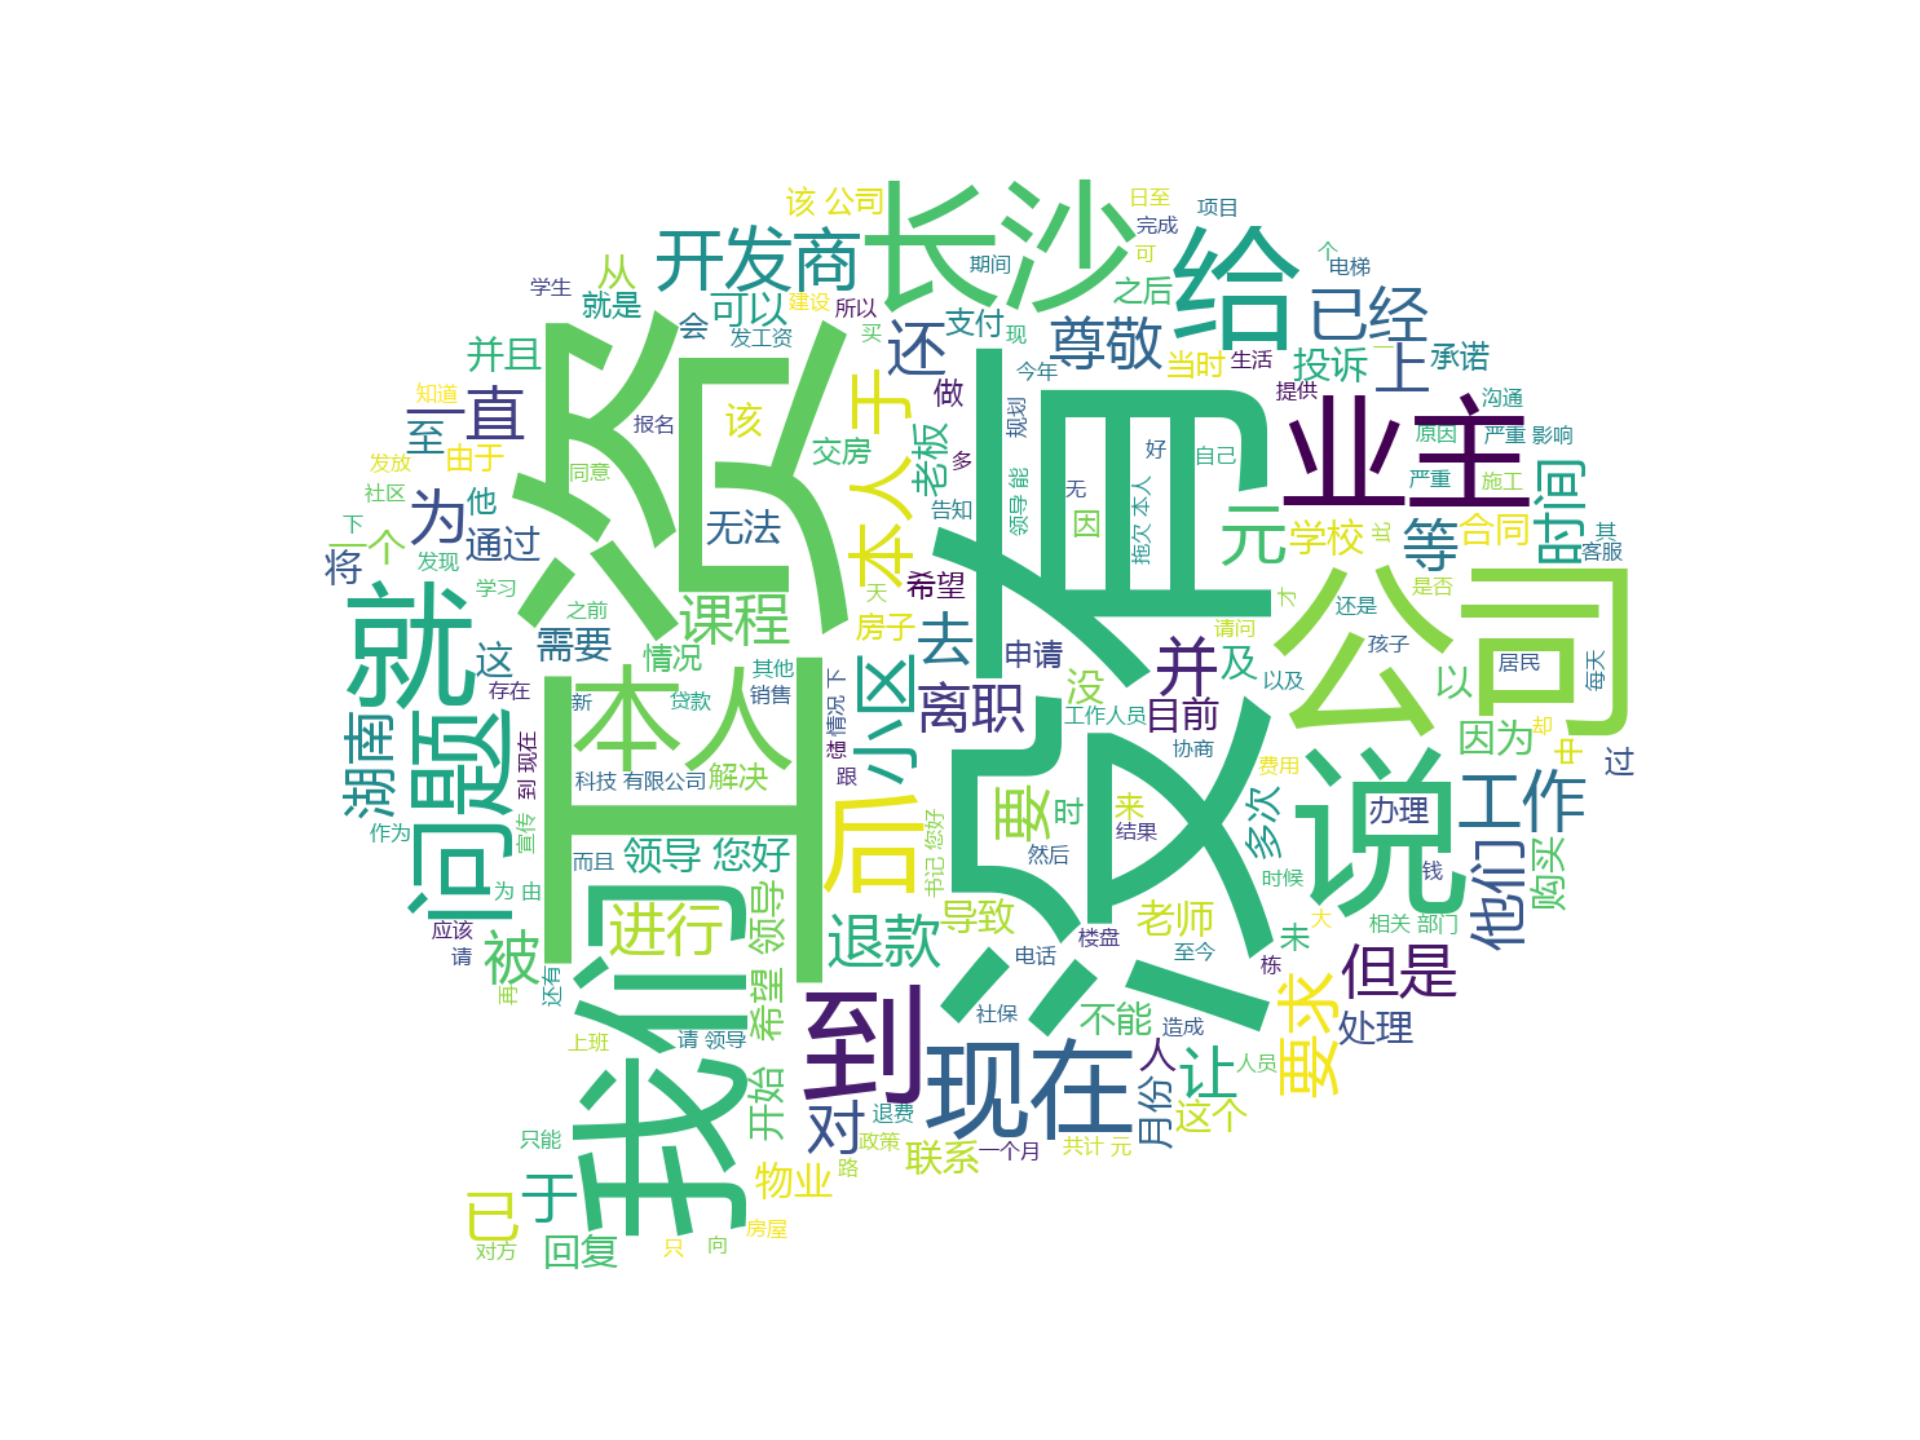 该 公司
长沙
日至
完成
项目
开发商
期间
可
给
个
电梯
从
学生
就是
会
可以
建设
所以
之后
已经
发工资
买
还
支付
现
尊敬
当时
生活
投诉
一
上
承诺
并且
工资
知道
一直
至
由于
发放
社区
报名
该
同意
无法
本人于
做
今年
老板
交房
多
规划
领导 能
告知
没有
好
自己
无
因
拖欠 本人
提供
业主
沟通
原因
严重 影响
严重
施工
时间
元
学校
此
等
合同
其
客服
为
他
下
一个
通过
将
发现
学习
之前
就
这
需要
课程
情况
天
希望
房子
去
申请
请问
才
还是
是否
孩子
公司
居民
每天
存在
新
本人
其他
贷款
销售
情况 下
想
跟
小区
离职
没
工作人员
并
及
目前
以及
以
因为
却
中
过
湖南
问题
到 现在
科技 有限公司
解决
协商
费用
说
办理
工作
作为
宣传
而且
领导 您好
后
书记 您好
要
时
来
结果
然后
多次
时候
钱
他们
购买
为 由
应该
请
被
再
还有
我们
进行
领导
希望
退款
导致
电话
楼盘
老师
至今
未
大
栋
相关 部门
但是
要求
处理
上班
请 领导
到
社保
现在
不能
造成
人
让
人员
月份
这个
开始
对
退费
政策
联系
一个月
共计 元
只能
已
于
物业
路
对方
回复
只
向
房屋